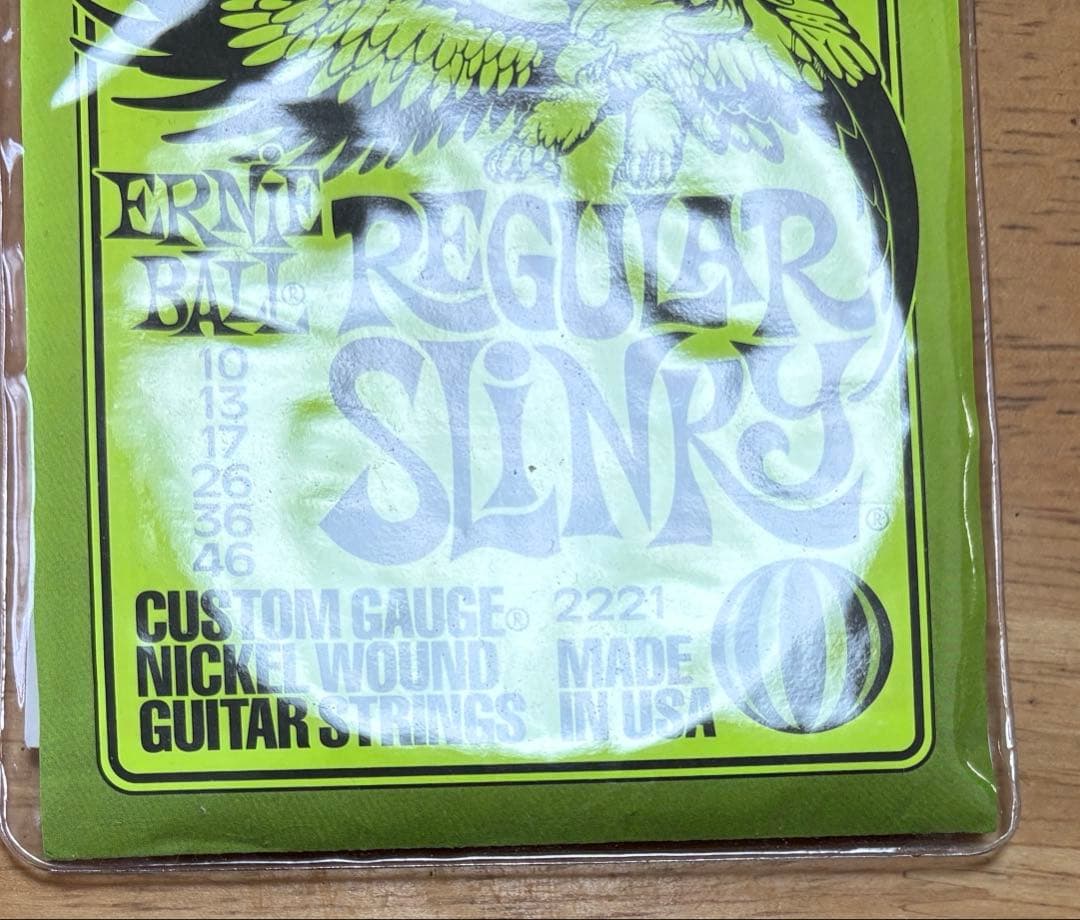 ERNIE
BALL®
REGULAR
SLINKY®
10
13
17
26
36
46
CUSTOM GAUGE®
NICKEL WOUND
GUITAR STRINGS
2221
MADE
IN USA